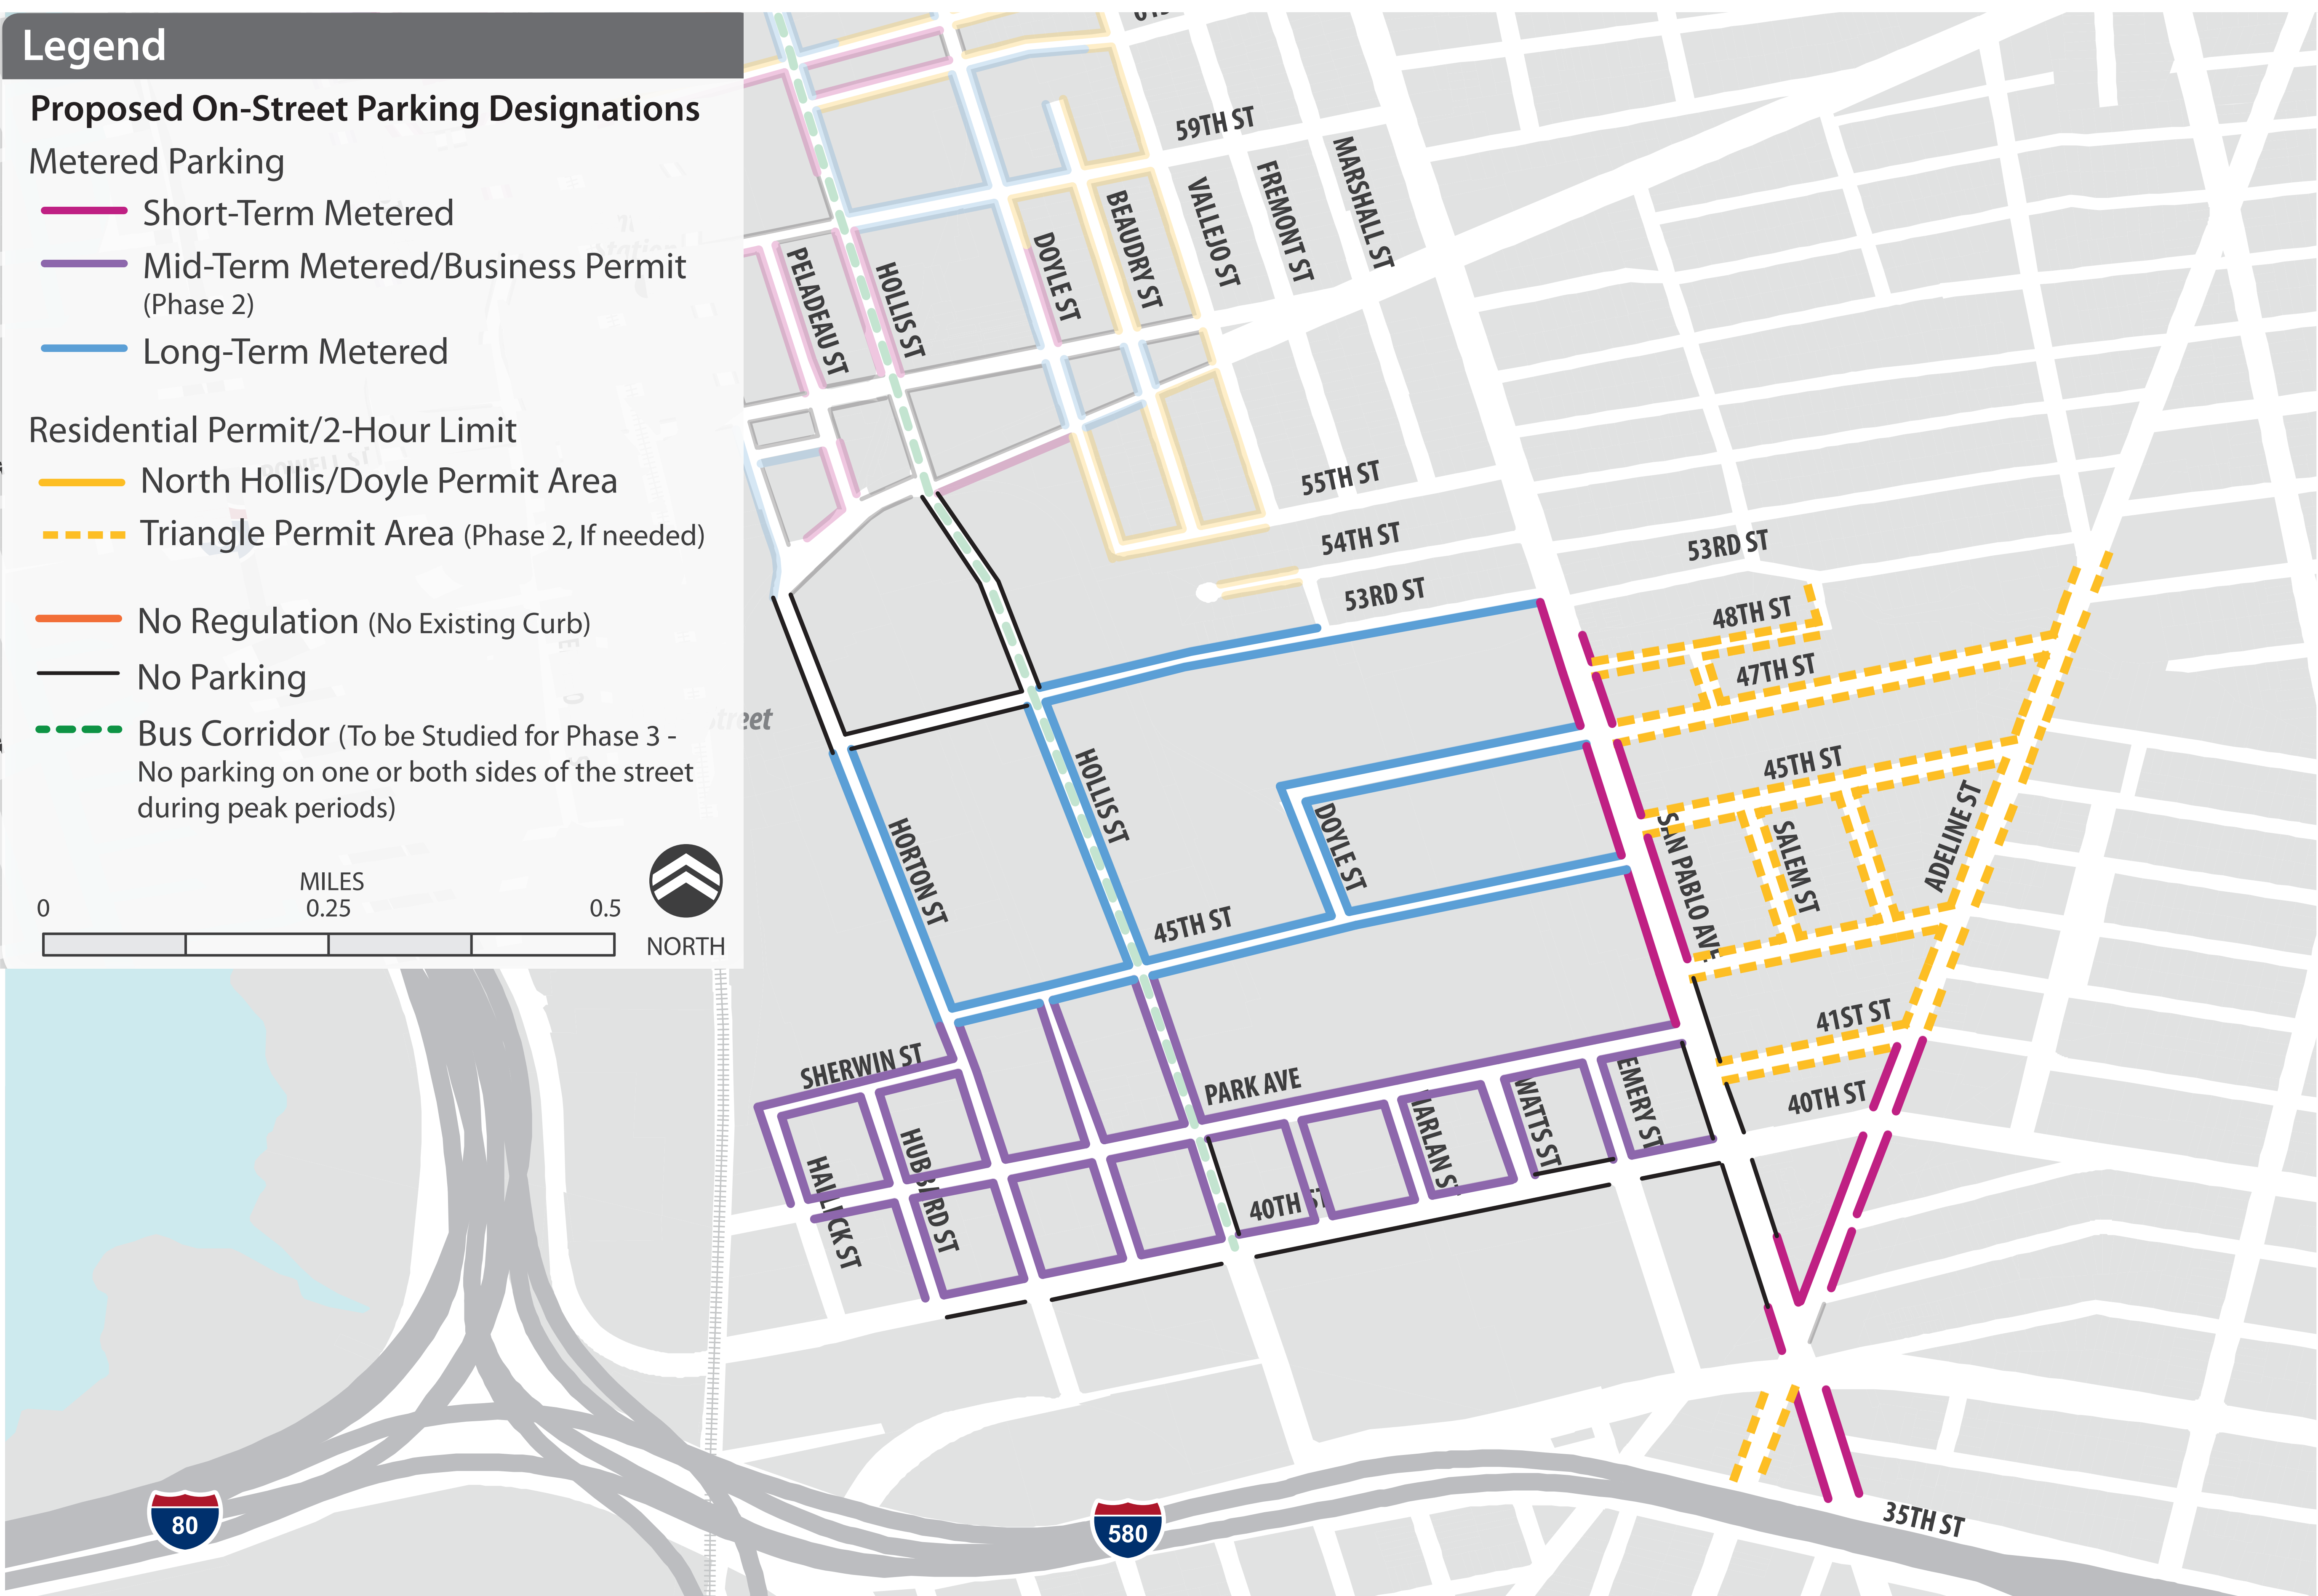 Legend
Proposed On-Street Parking Designations
Metered Parking
Short-Term Metered
Mid-Term Metered/Business Permit
(Phase 2)
Long-Term Metered
Residential Permit/2-Hour Limit
North Hollis/Doyle Permit Area
Triangle Permit Area (Phase 2, If needed)
No Regulation (No Existing Curb)
No Parking
Bus Corridor (To be Studied for Phase 3 -
No parking on one or both sides of the street
during peak periods)
MILES
0 0.25 0.5
NORTH
59TH ST
MARSHALL ST
FREMONT ST
VALLEJO ST
BEAUDRY ST
DOYLE ST
HOLLIS ST
PELADEAU ST
55TH ST
54TH ST
53RD ST
53RD ST
48TH ST
47TH ST
45TH ST
HOLLIS ST
DOYLE ST
HORTON ST
SAN PABLO AVE
SALEM ST
ADELINE ST
45TH ST
41ST ST
SHERWIN ST
PARK AVE
40TH ST
EMERY ST
WATTS ST
HARLAN ST
HUBBARD ST
HALLICK ST
40TH ST
80
580
35TH ST